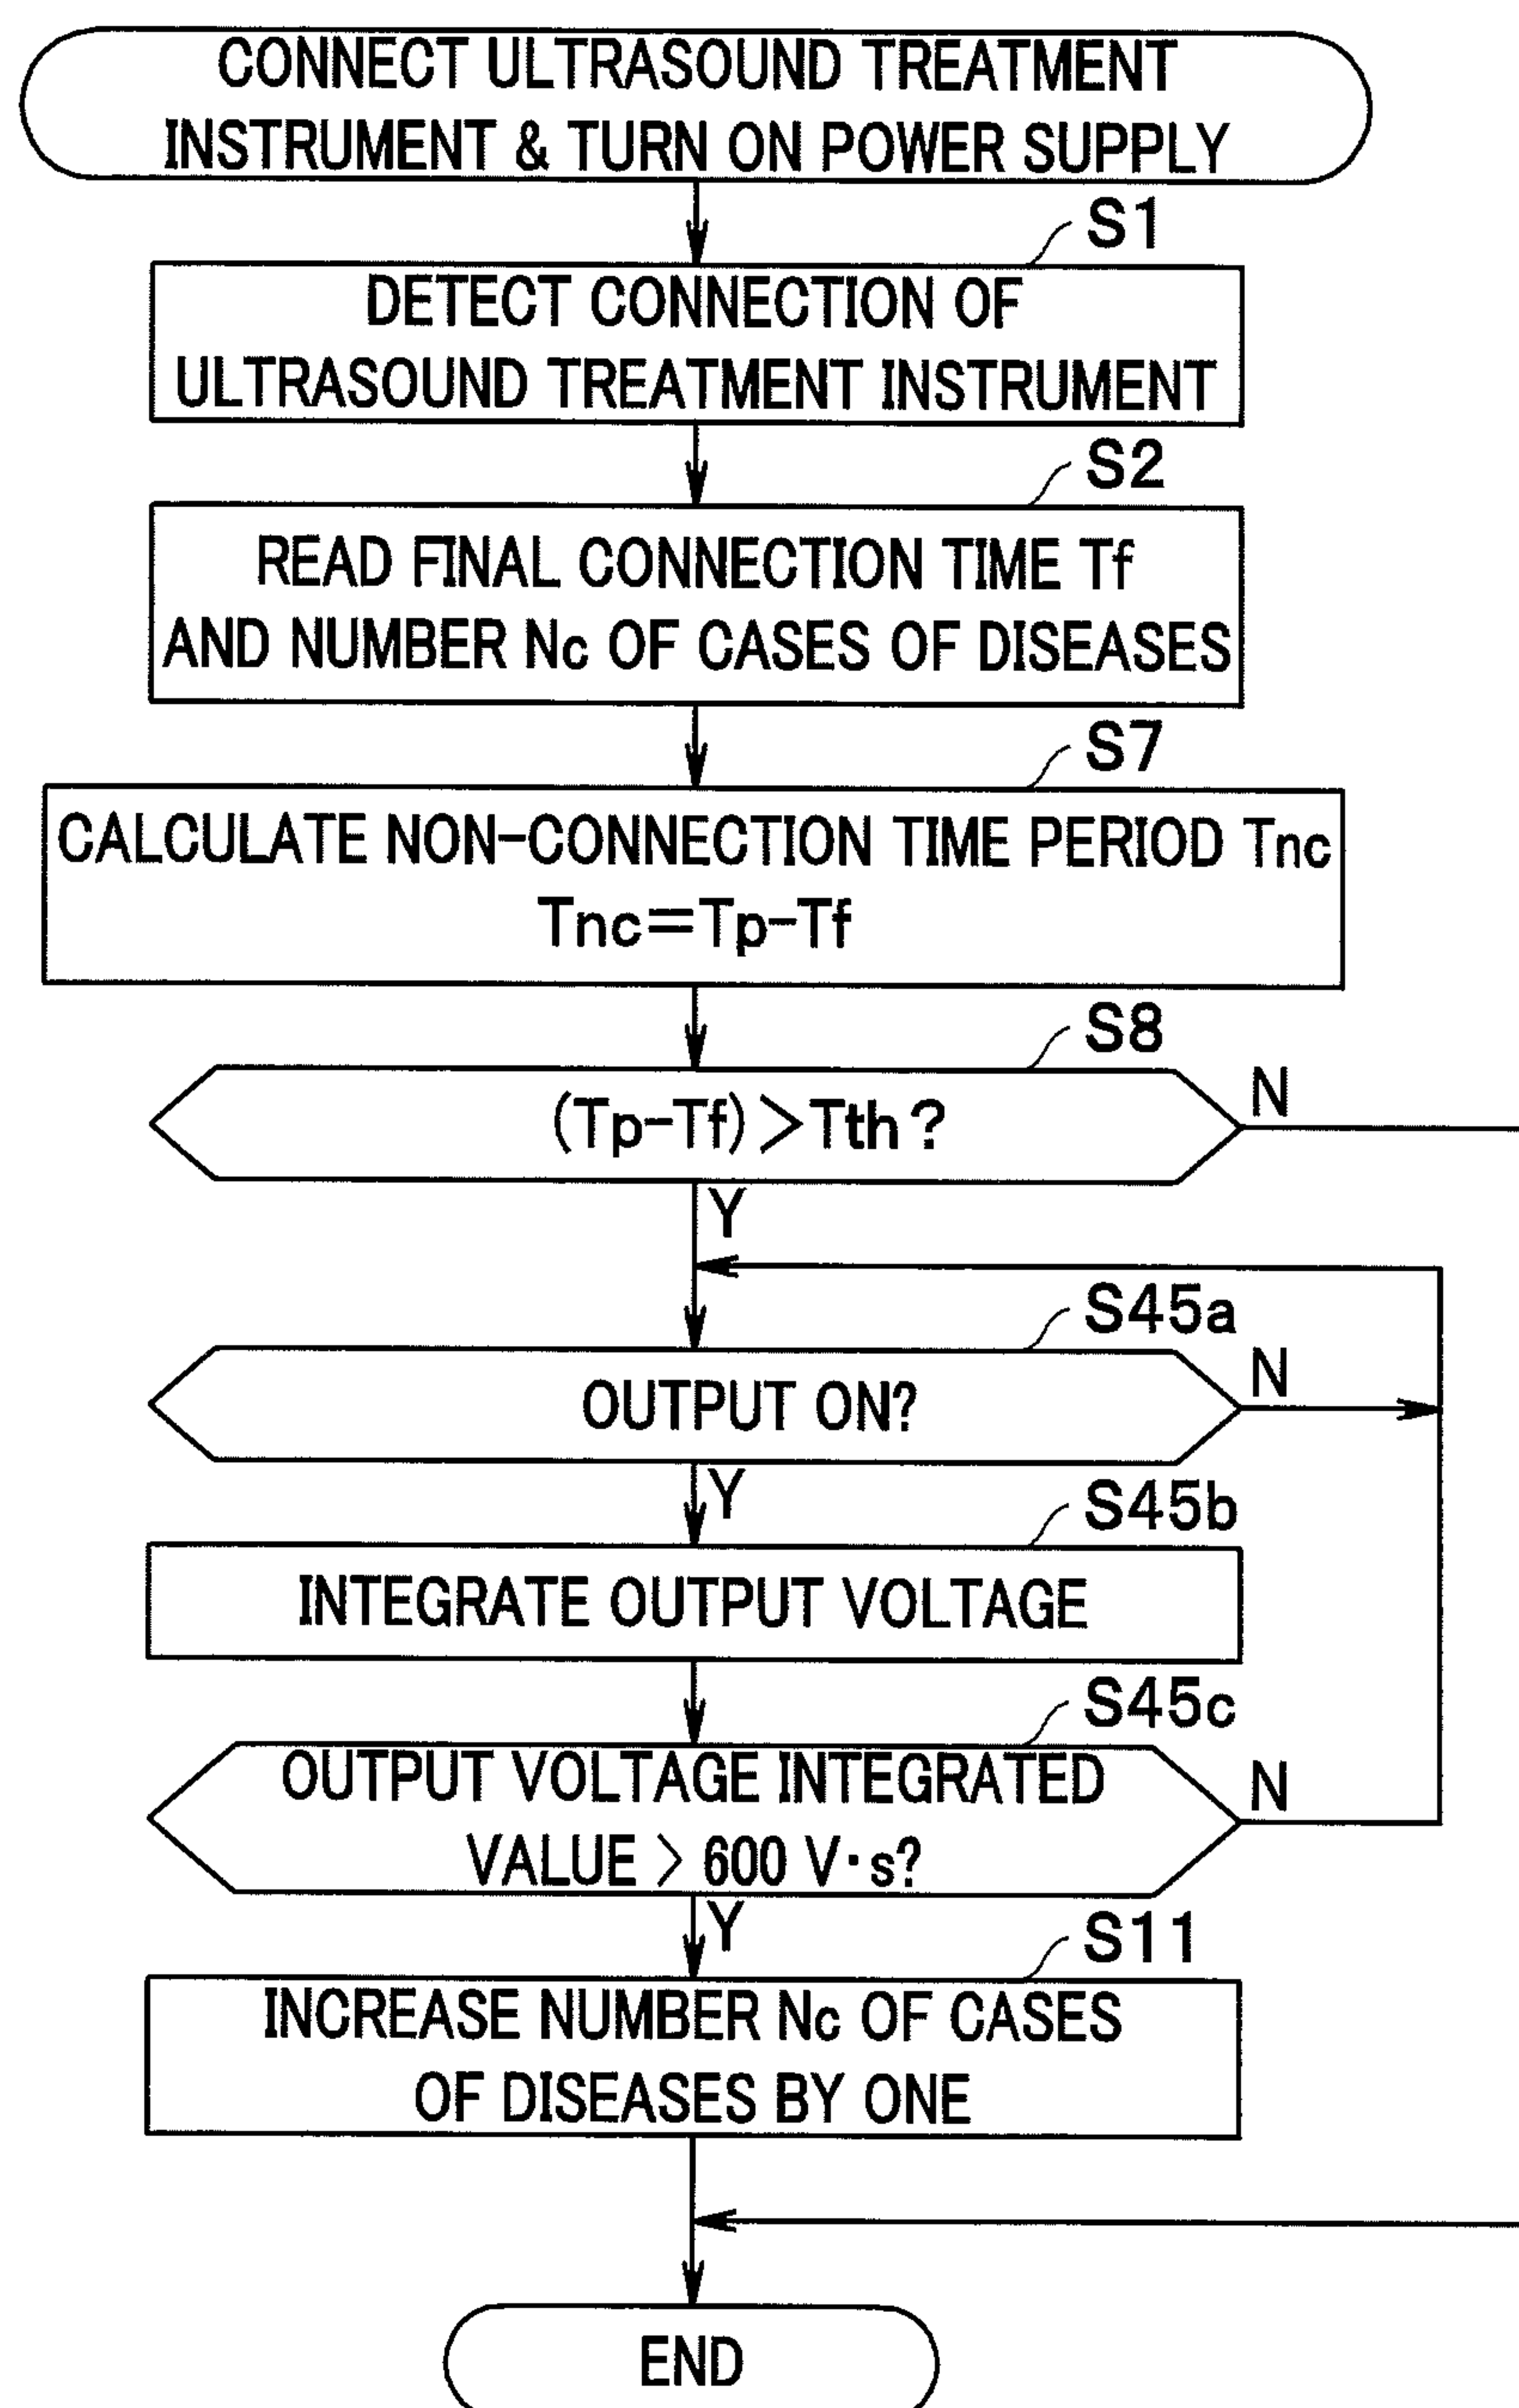 CONNECT ULTRASOUND TREATMENT
INSTRUMENT & TURN ON POWER SUPPLY
S1
DETECT CONNECTION OF
ULTRASOUND TREATMENT INSTRUMENT
S2
READ FINAL CONNECTION TIME Tf
AND NUMBER Nc OF CASES OF DISEASES
S7
CALCULATE NON-CONNECTION TIME PERIOD Tnc
Tnc=Tp-Tf
S8
(Tp-Tf)>Tth?
N
Y
S45a
OUTPUT ON?
N
Y
S45b
INTEGRATE OUTPUT VOLTAGE
S45c
OUTPUT VOLTAGE INTEGRATED
VALUE > 600 V·s?
N
Y
S11
INCREASE NUMBER Nc OF CASES
OF DISEASES BY ONE
END